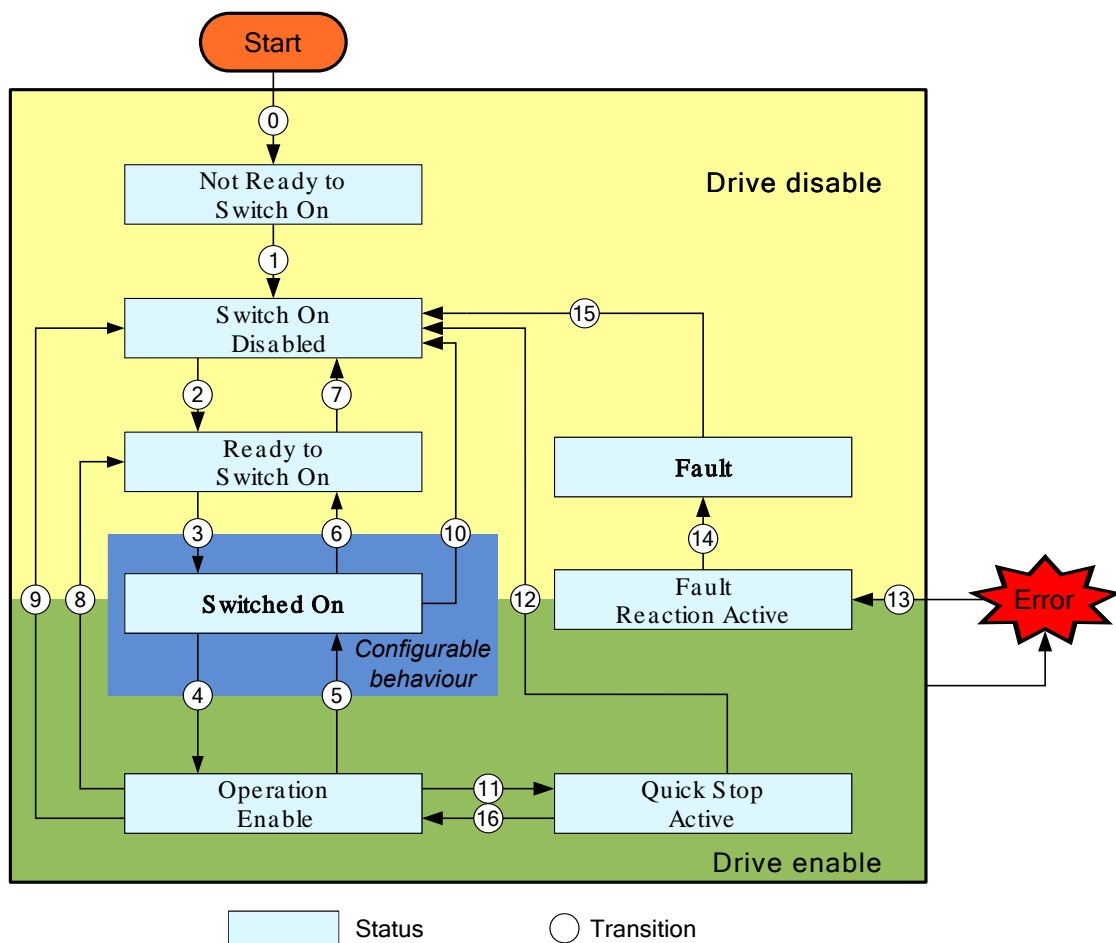 Start
0
Not Ready to
Switch On
Drive disable
1
Switch On
Disabled
15
2
7
Ready to
Switch On
Fault
3
6
10
14
Switched On
Fault
Reaction Active
9
8
12
13
Error
Configurable
behaviour
4
5
Operation
Enable
11
16
Quick Stop
Active
Drive enable
Status
Transition